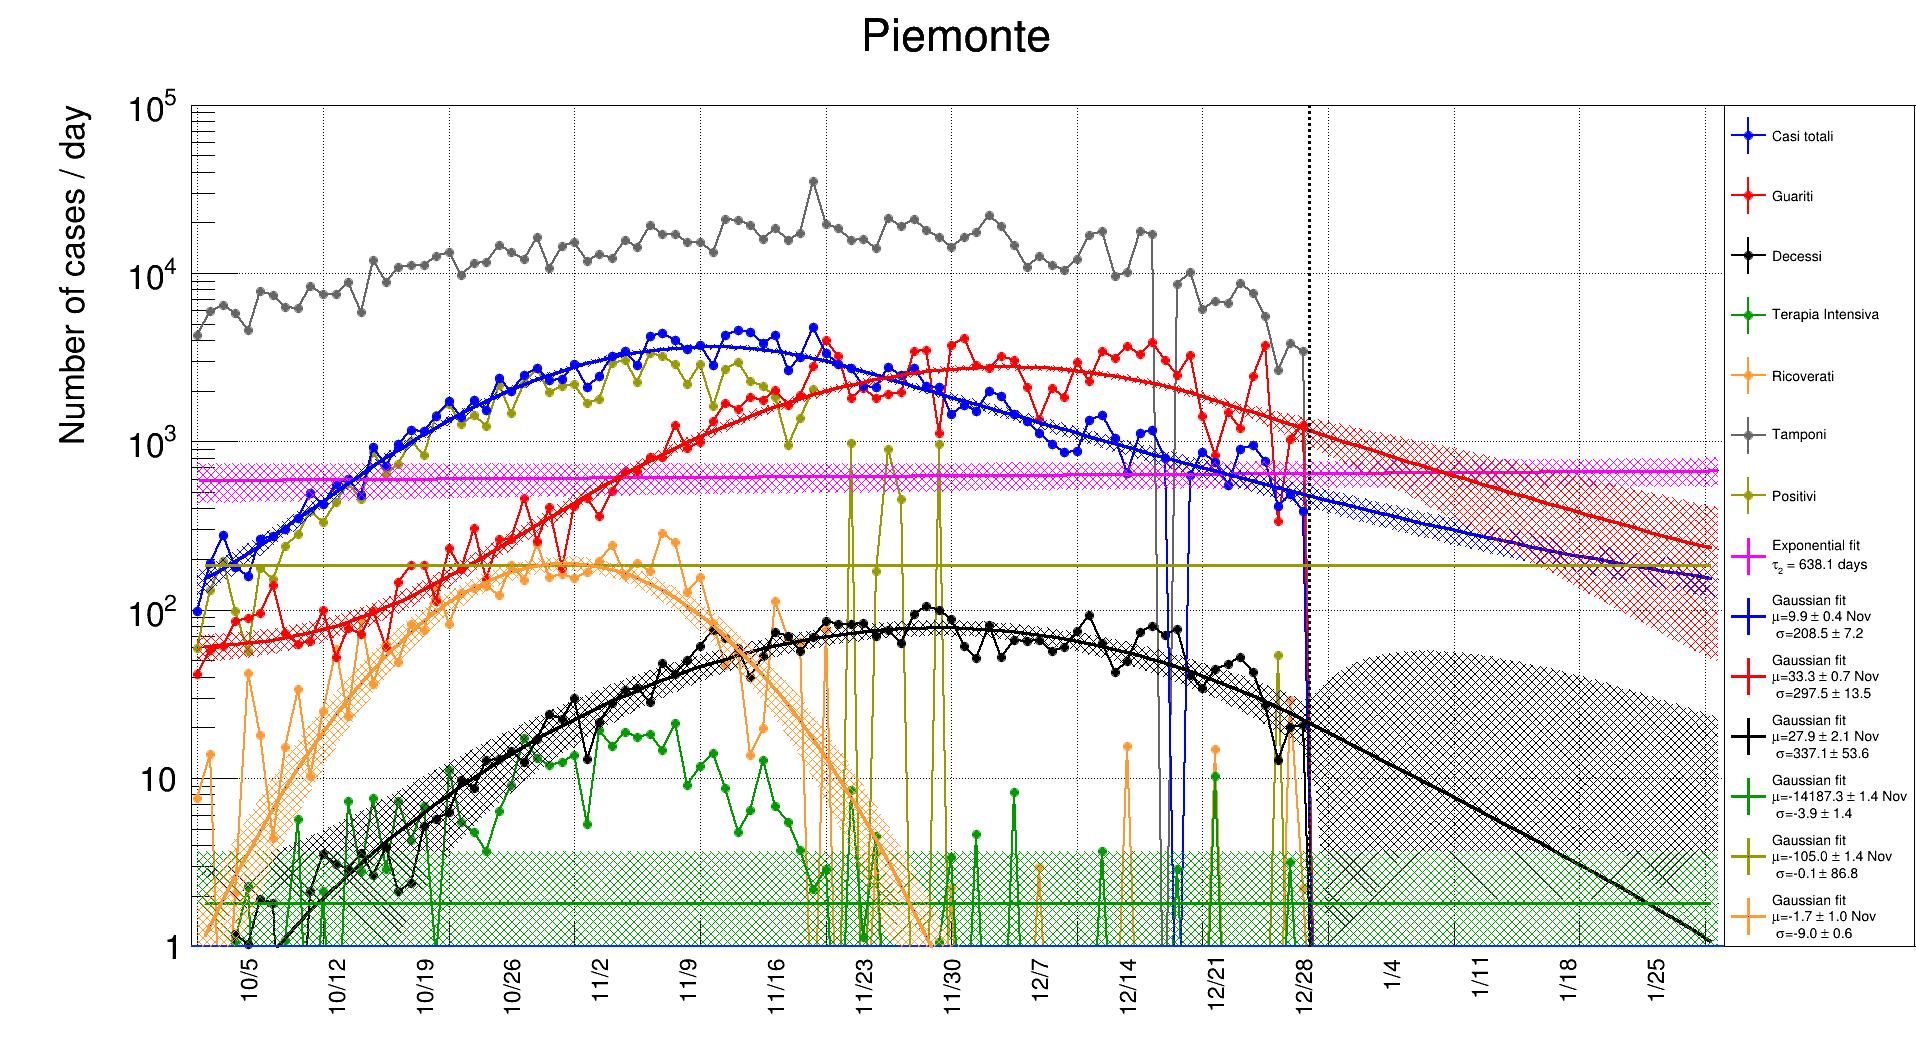 Piemonte
Number of cases / day
10^5
10^4
10^3
10^2
10
1
10/5
10/12
10/19
10/26
11/2
11/9
11/16
11/23
11/30
12/7
12/14
12/21
12/28
1/4
1/11
1/18
1/25
Casi totali
Guariti
Decessi
Terapia Intensiva
Ricoverati
Tamponi
Positivi
Exponential fit
τ₂ = 638.1 days
Gaussian fit
μ=9.9 ± 0.4 Nov
σ=208.5 ± 7.2
Gaussian fit
μ=33.3 ± 0.7 Nov
σ=297.5 ± 13.5
Gaussian fit
μ=27.9 ± 2.1 Nov
σ=337.1 ± 53.6
Gaussian fit
μ=-14187.3 ± 1.4 Nov
σ=-3.9 ± 1.4
Gaussian fit
μ=-105.0 ± 1.4 Nov
σ=-0.1 ± 86.8
Gaussian fit
μ=-1.7 ± 1.0 Nov
σ=-9.0 ± 0.6